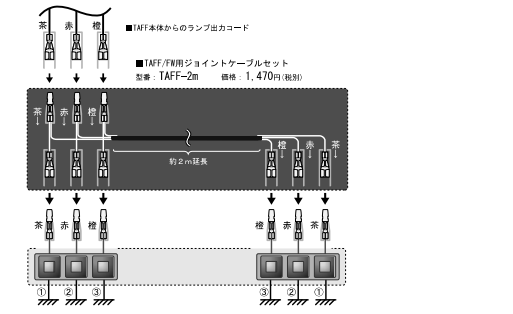 茶 赤 橙
■TAFF本体からのランプ出力コード
■TAFF/FW用ジョイントケーブルセット
型番：TAFF−2m 価格：1,470円(税別)
茶 赤 橙
橙 赤 茶
約２ｍ延長
茶 赤 橙 橙 赤 茶
① ② ③ ③ ② ①